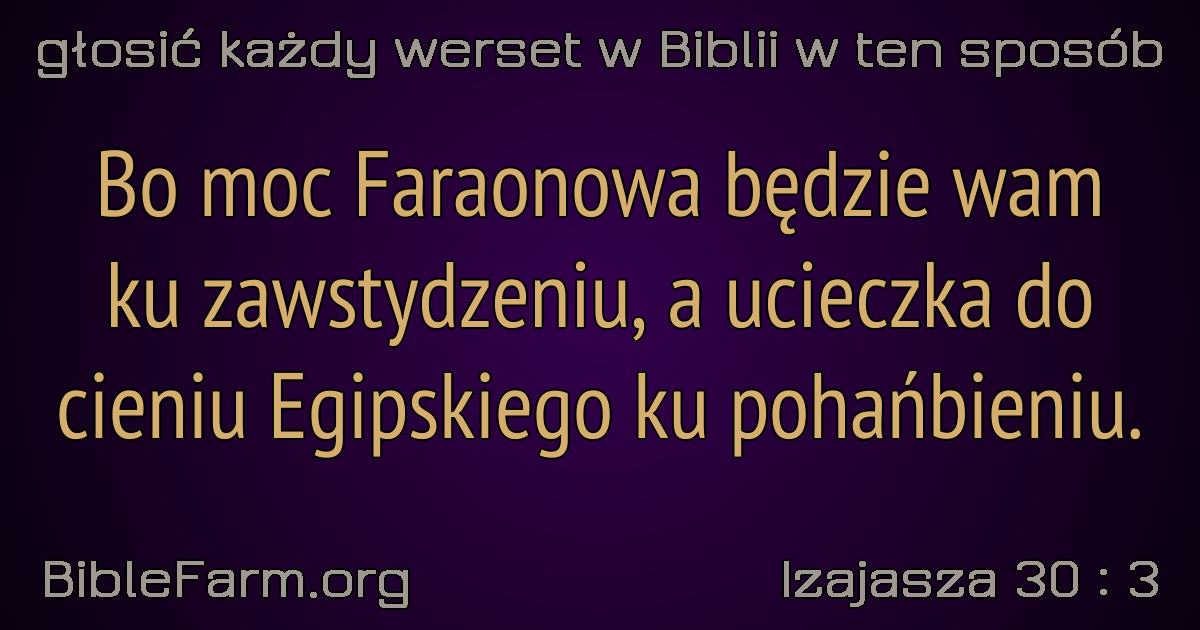 głosić każdy werset w Biblii w ten sposób
Bo moc Faraonowa będzie wam
ku zawstydzeniu, a ucieczka do
cieniu Egipskiego ku pohańbieniu.
BibleFarm.org
Izajasza 30 : 3